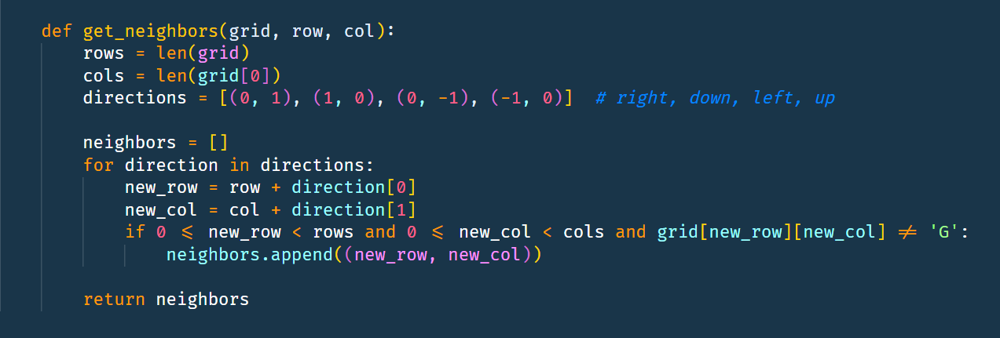 def get_neighbors(grid, row, col):
    rows = len(grid)
    cols = len(grid[0])
    directions = [(0, 1), (1, 0), (0, -1), (-1, 0)]  # right, down, left, up

    neighbors = []
    for direction in directions:
        new_row = row + direction[0]
        new_col = col + direction[1]
        if 0 <= new_row < rows and 0 <= new_col < cols and grid[new_row][new_col] != 'G':
            neighbors.append((new_row, new_col))

    return neighbors